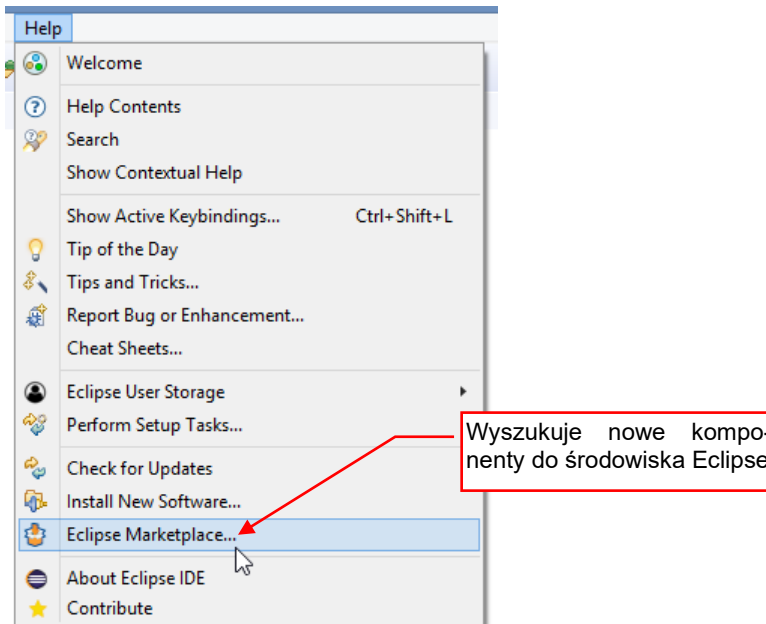 Help
Welcome
Help Contents
Search
Show Contextual Help
Show Active Keybindings... Ctrl+Shift+L
Tip of the Day
Tips and Tricks...
Report Bug or Enhancement...
Cheat Sheets...
Eclipse User Storage
Perform Setup Tasks...
Wyszukuje nowe kompo-
nenty do środowiska Eclipse
Check for Updates
Install New Software...
Eclipse Marketplace...
About Eclipse IDE
Contribute